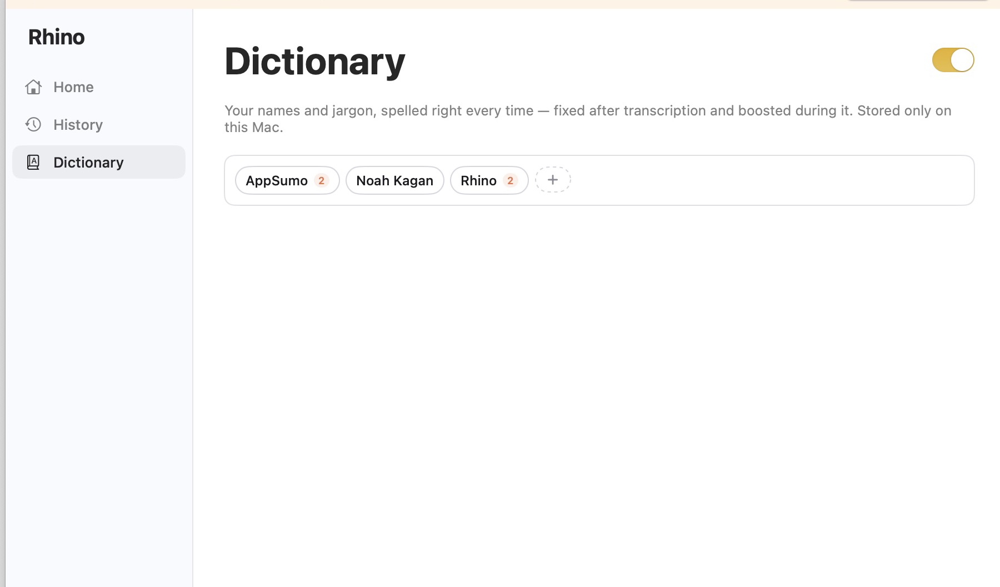 Rhino
Home
History
Dictionary
Dictionary
Your names and jargon, spelled right every time — fixed after transcription and boosted during it. Stored only on
this Mac.
AppSumo 2 Noah Kagan Rhino 2 +